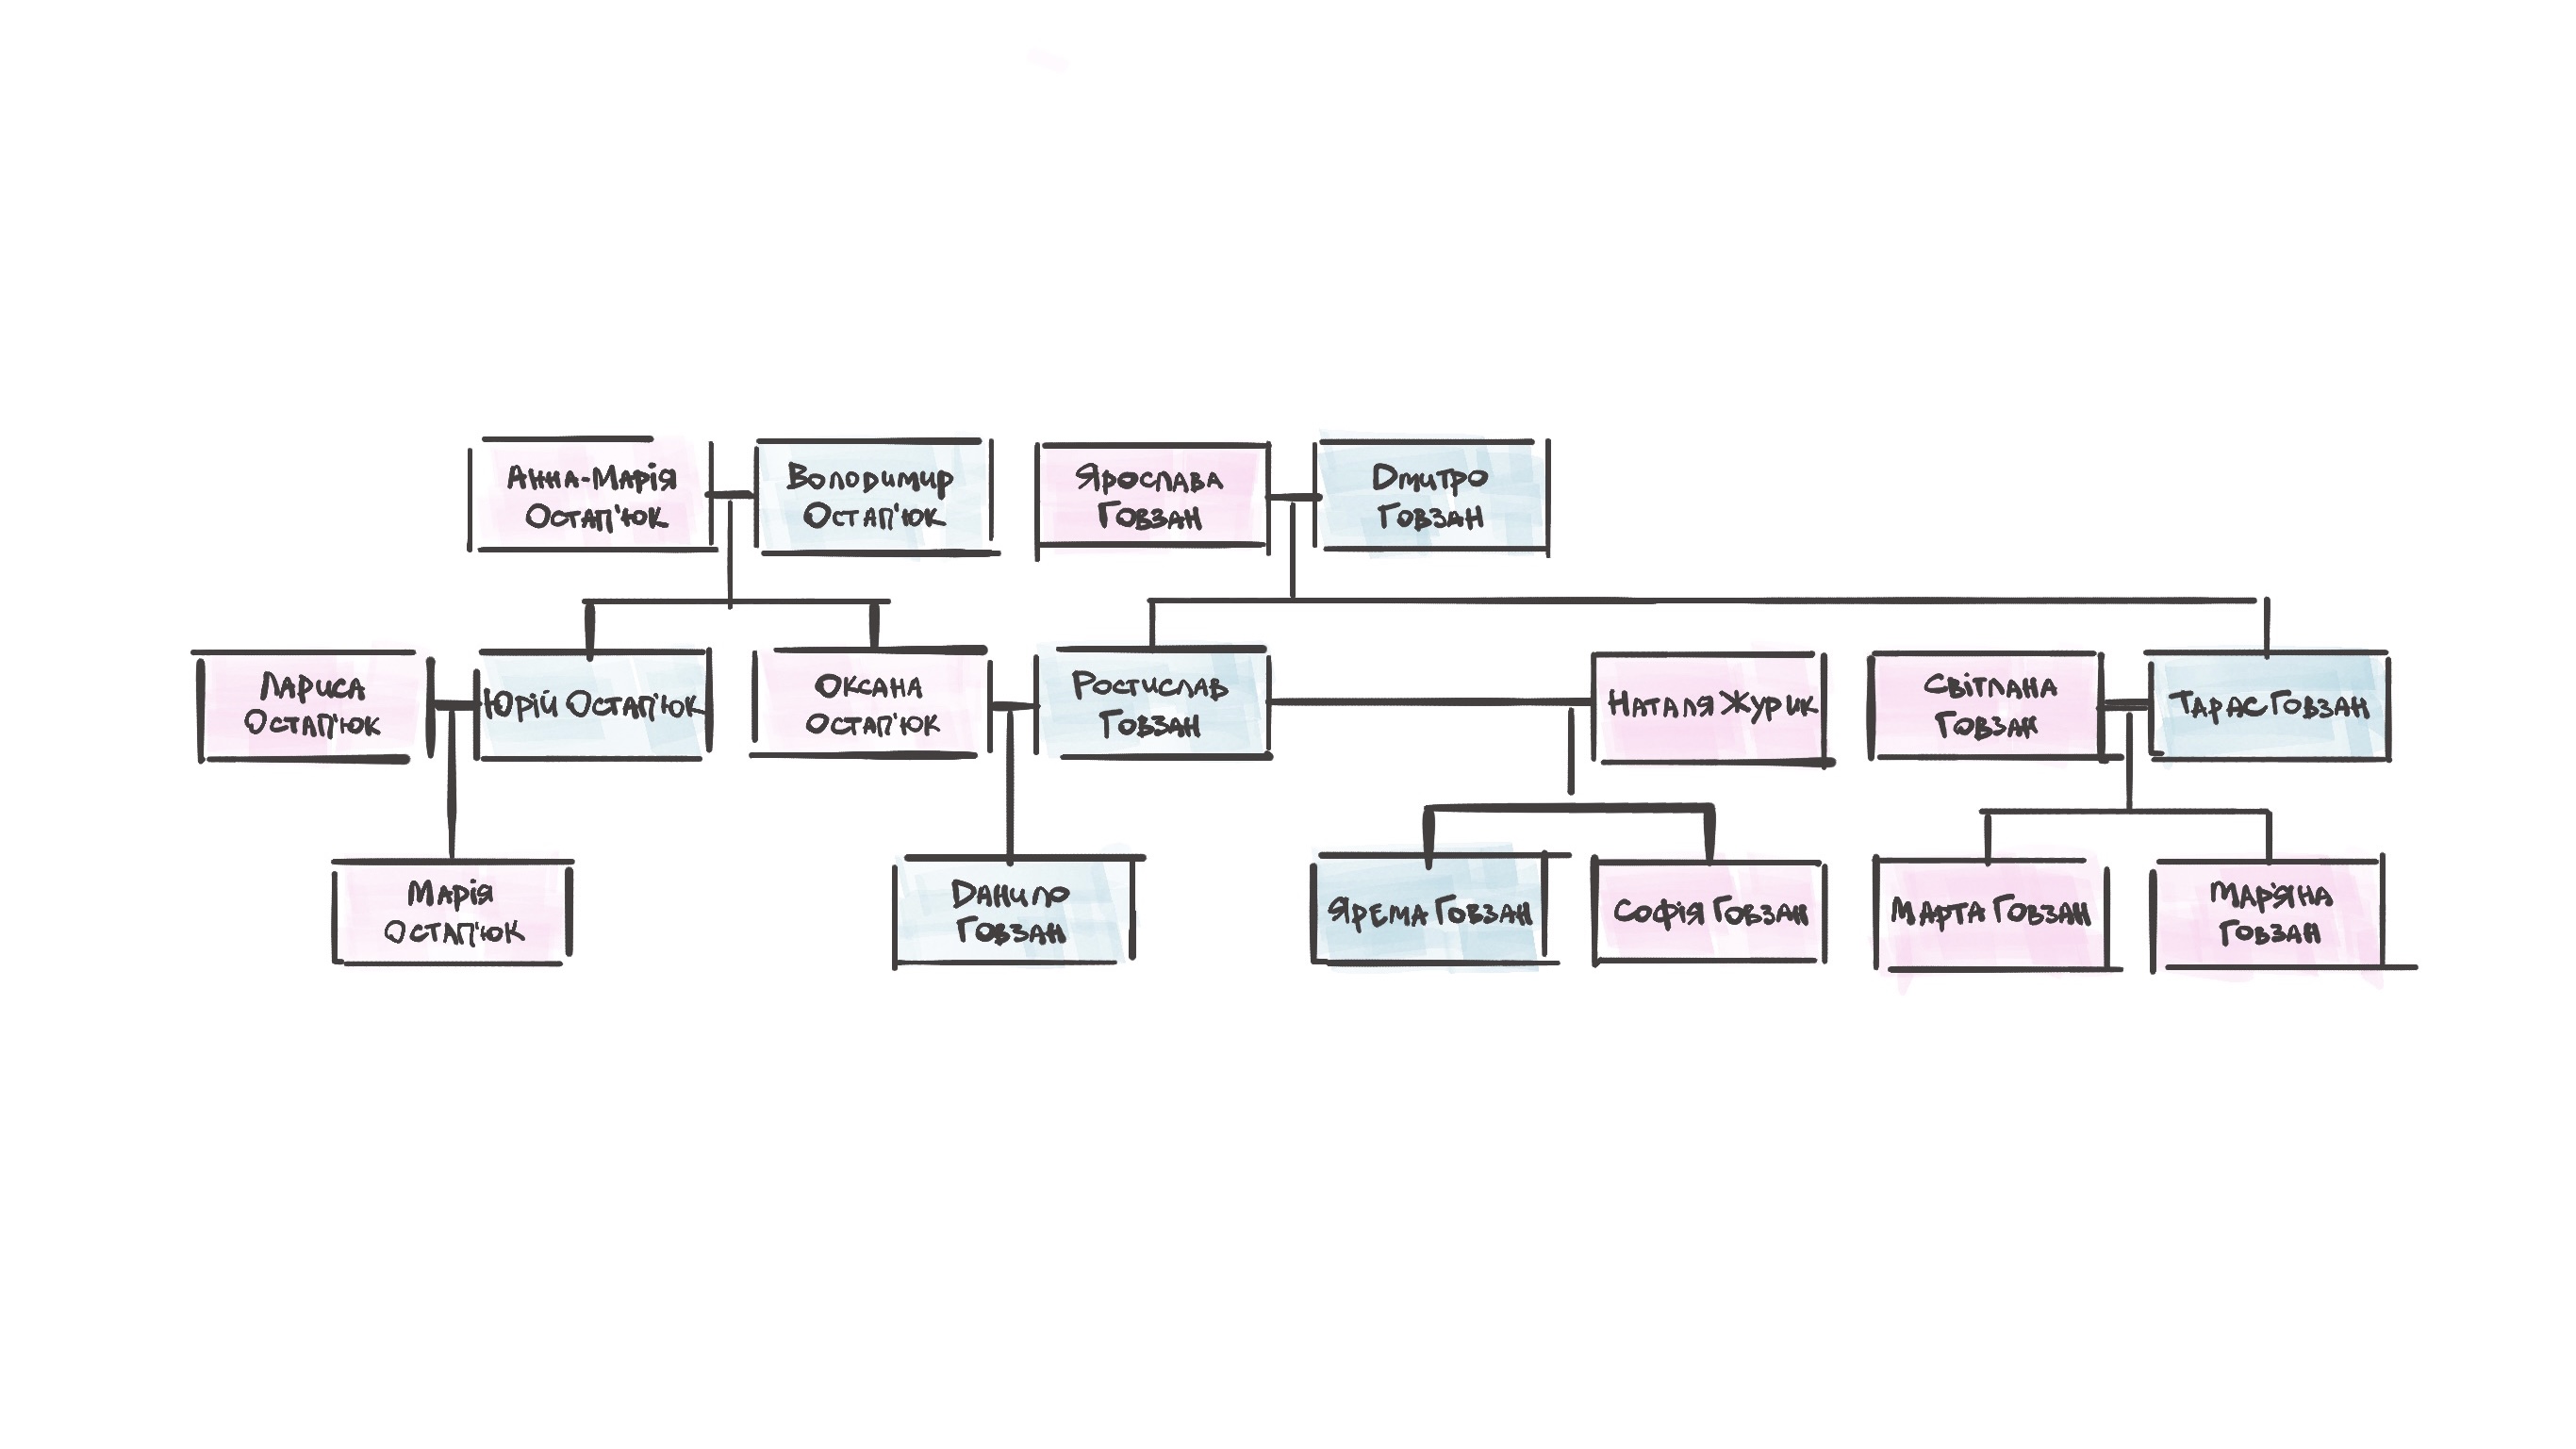 Анна-Марія
Остап'юк
Володимир
Остап'юк
Ярослава
Говзан
Дмитро
Говзан
Лариса
Остап'юк
Юрій Остап'юк
Оксана
Остап'юк
Ростислав
Говзан
Наталя Журик
Світлана
Говзан
Тарас Говзан
Марія
Остап'юк
Данило
Говзан
Ярема Говзан
Софія Говзан
Марта Говзан
Мар'яна
Говзан